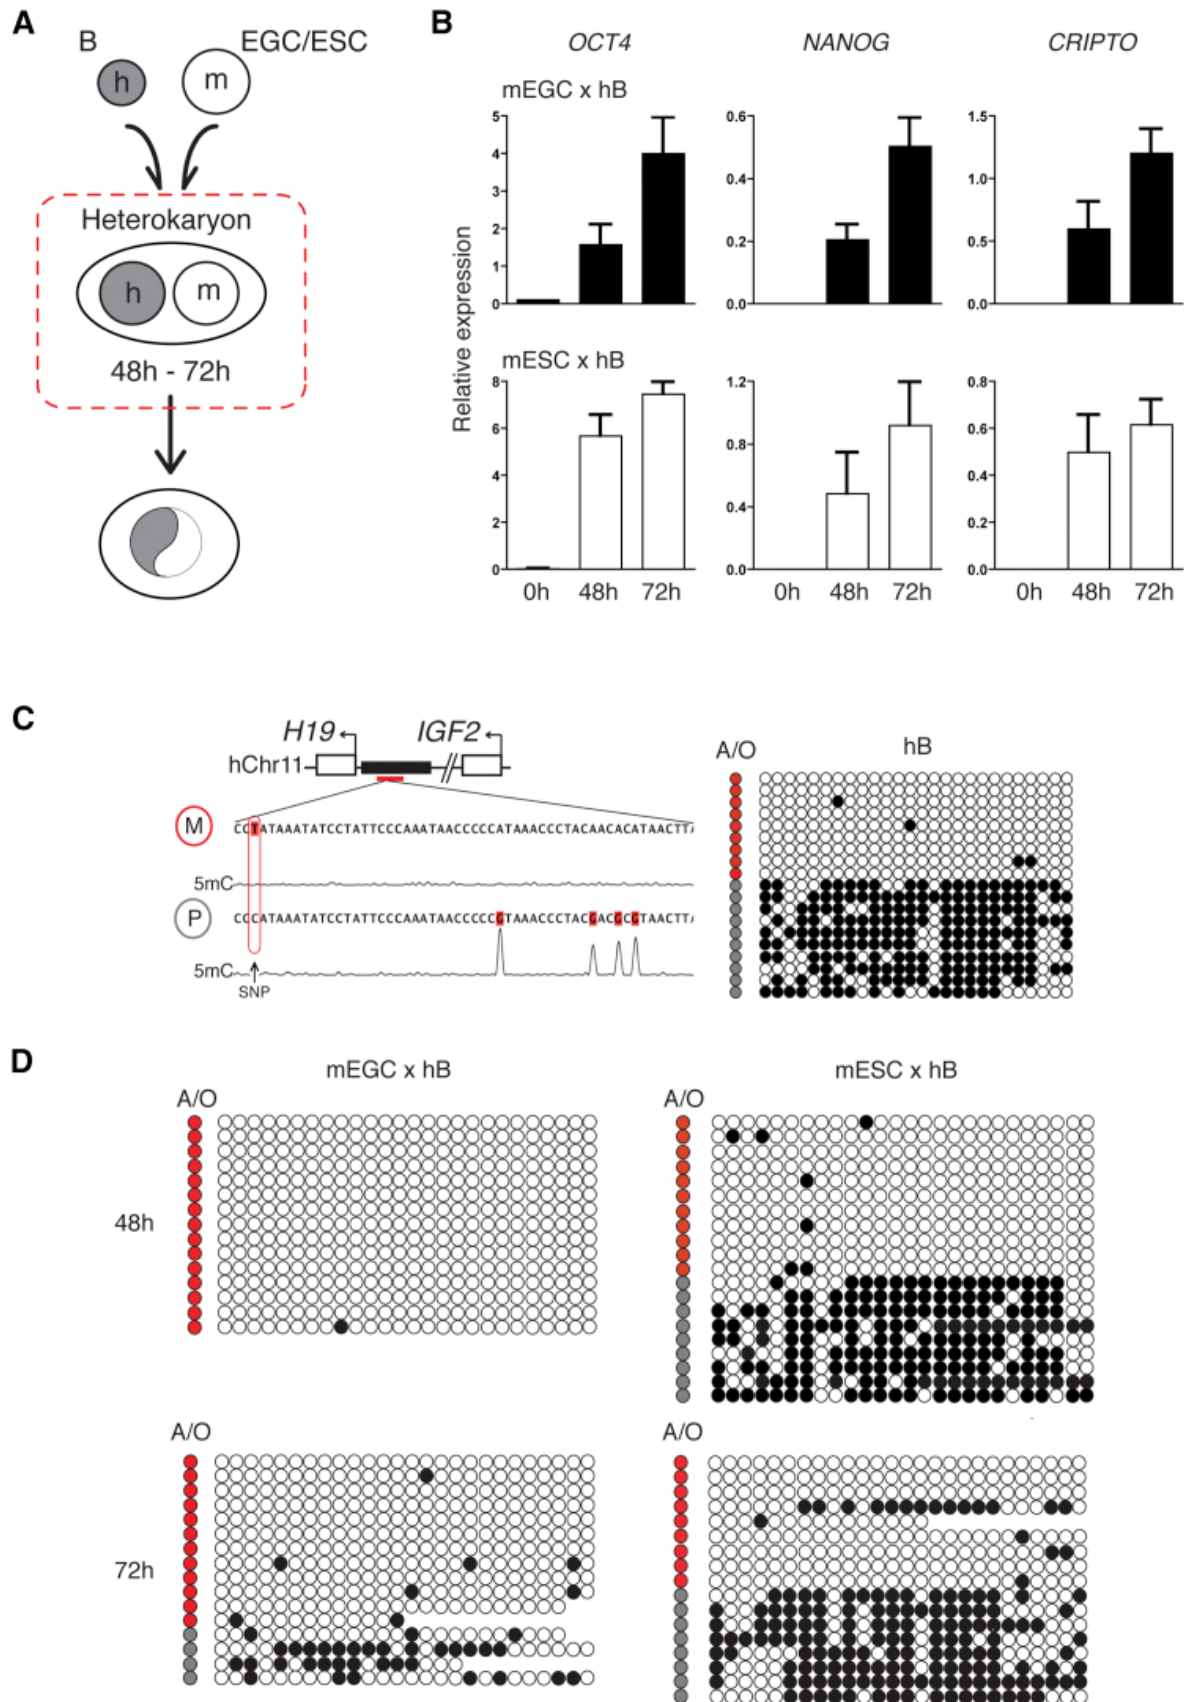 A
B EGC/ESC
h m
Heterokaryon
h m
48h - 72h
B
OCT4 NANOG CRIPTO
mEGC x hB
Relative expression
5 4 3 2 1 0
0.6 0.4 0.2 0.0
1.5 1.0 0.5 0.0
mESC x hB
8 6 4 2 0
1.2 0.8 0.4 0.0
0.8 0.6 0.4 0.2 0.0
0h 48h 72h 0h 48h 72h 0h 48h 72h
C
H19 IGF2
hChr11
M CCTATAAATATCCTATTCCCAAATAACCCCCATAAACCCTACAACACATAACTTA
5mC
P CCCATAAATATCCTATTCCCAAATAACCCCCGTAAACCCTACGACGCGTAACTTA
5mC
SNP
A/O hB
D
mEGC x hB mESC x hB
A/O A/O
48h
A/O A/O
72h